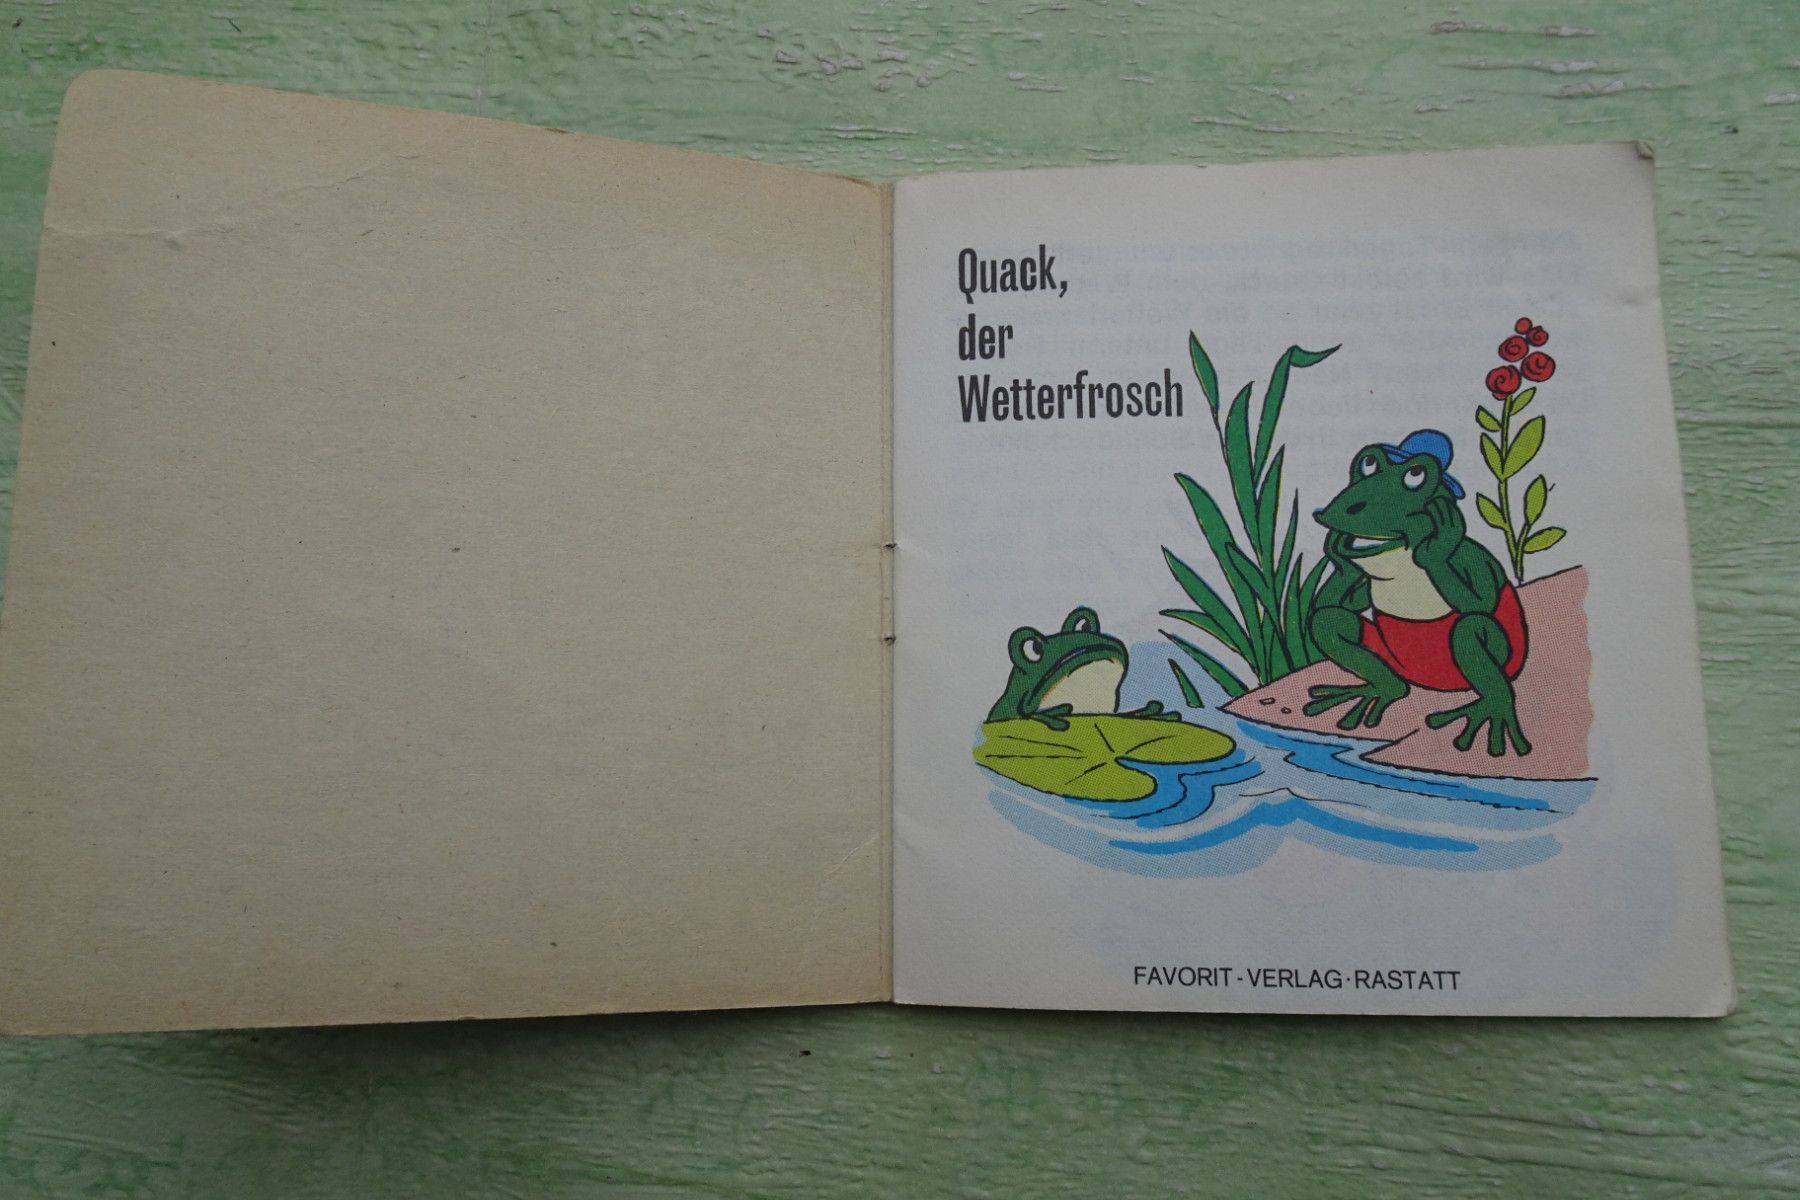 Quack,
der
Wetterfrosch
FAVORIT-VERLAG·RASTATT